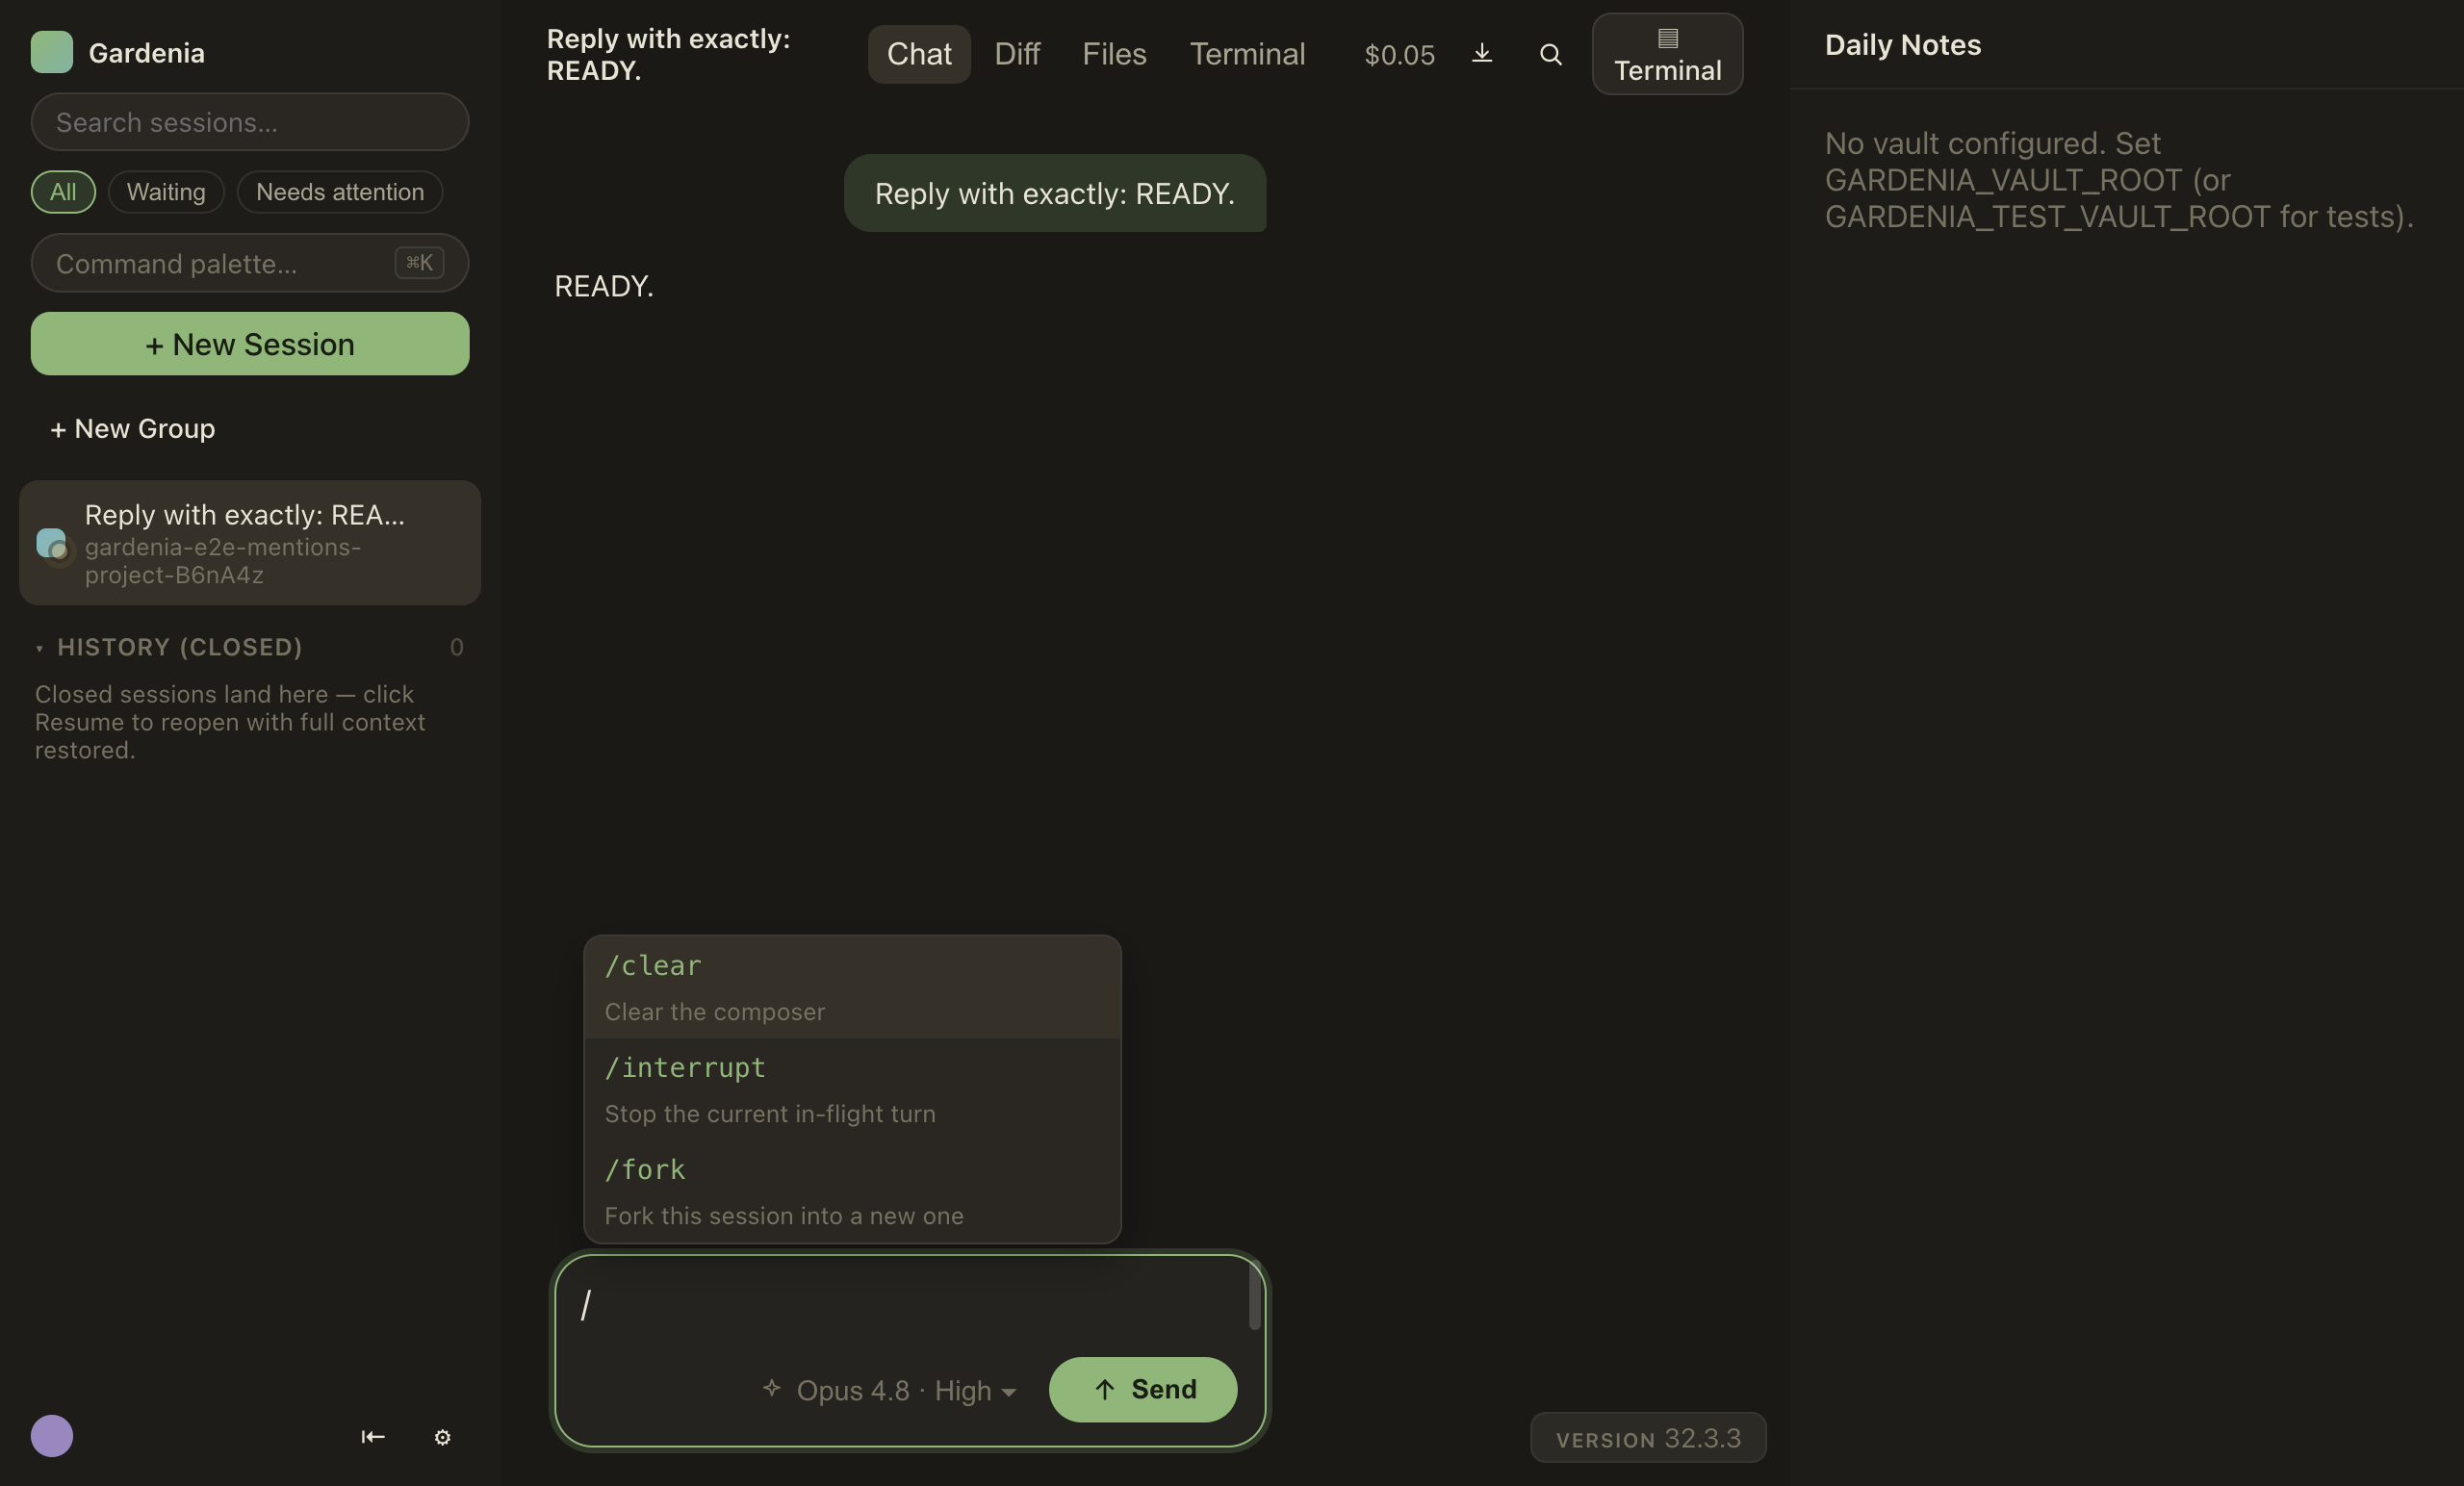 Gardenia
Search sessions...
All
Waiting
Needs attention
Command palette...
⌘K
+ New Session
+ New Group
Reply with exactly: REA...
gardenia-e2e-mentions-
project-B6nA4z
HISTORY (CLOSED)
0
Closed sessions land here — click
Resume to reopen with full context
restored.
Reply with exactly:
READY.
Chat
Diff
Files
Terminal
$0.05
Terminal
Reply with exactly: READY.
READY.
/clear
Clear the composer
/interrupt
Stop the current in-flight turn
/fork
Fork this session into a new one
/
Opus 4.8 · High
Send
VERSION 32.3.3
Daily Notes
No vault configured. Set
GARDENIA_VAULT_ROOT (or
GARDENIA_TEST_VAULT_ROOT for tests).